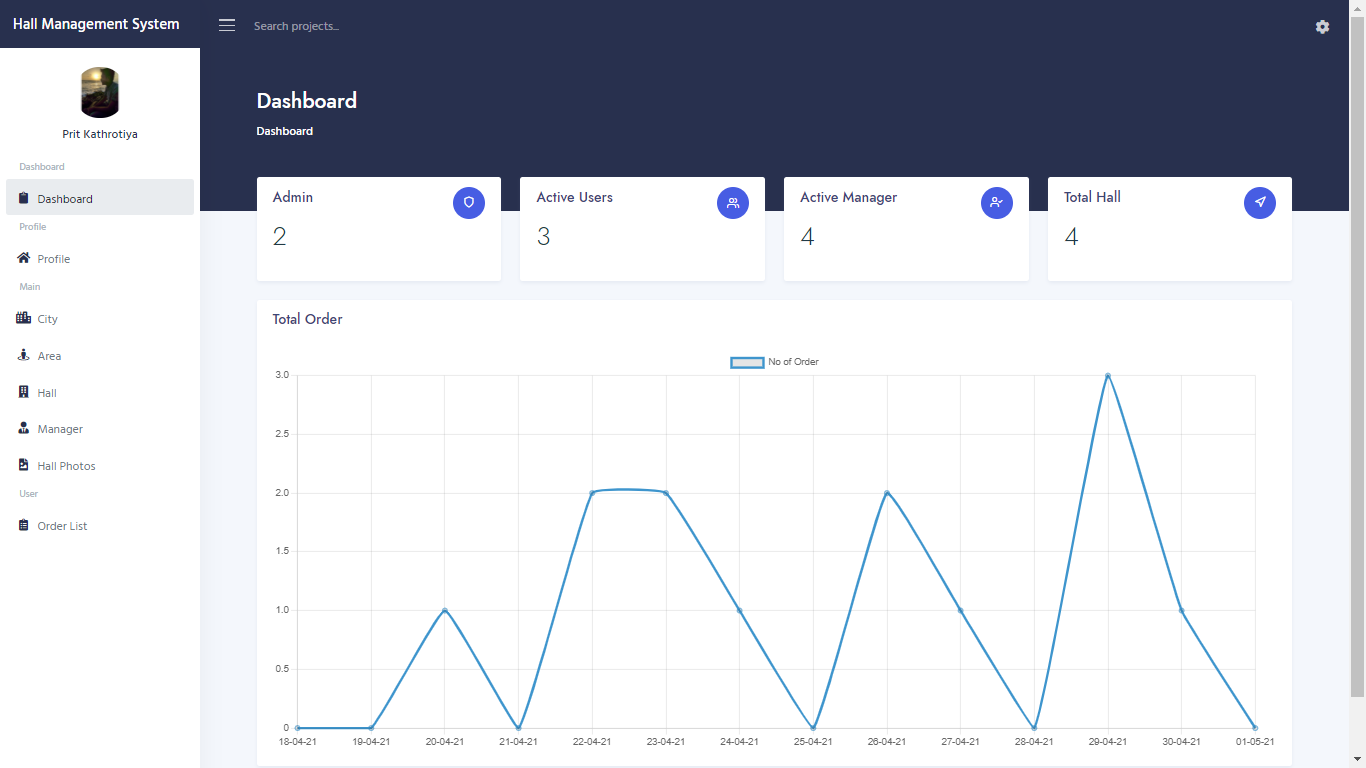 Hall Management System
Search projects...
Prit Kathrotiya
Dashboard
Dashboard
Profile
Profile
Main
City
Area
Hall
Manager
Hall Photos
User
Order List
Dashboard
Dashboard
Admin
2
Active Users
3
Active Manager
4
Total Hall
4
Total Order
No of Order
3.0
2.5
2.0
1.5
1.0
0.5
0
18-04-21 19-04-21 20-04-21 21-04-21 22-04-21 23-04-21 24-04-21 25-04-21 26-04-21 27-04-21 28-04-21 29-04-21 30-04-21 01-05-21